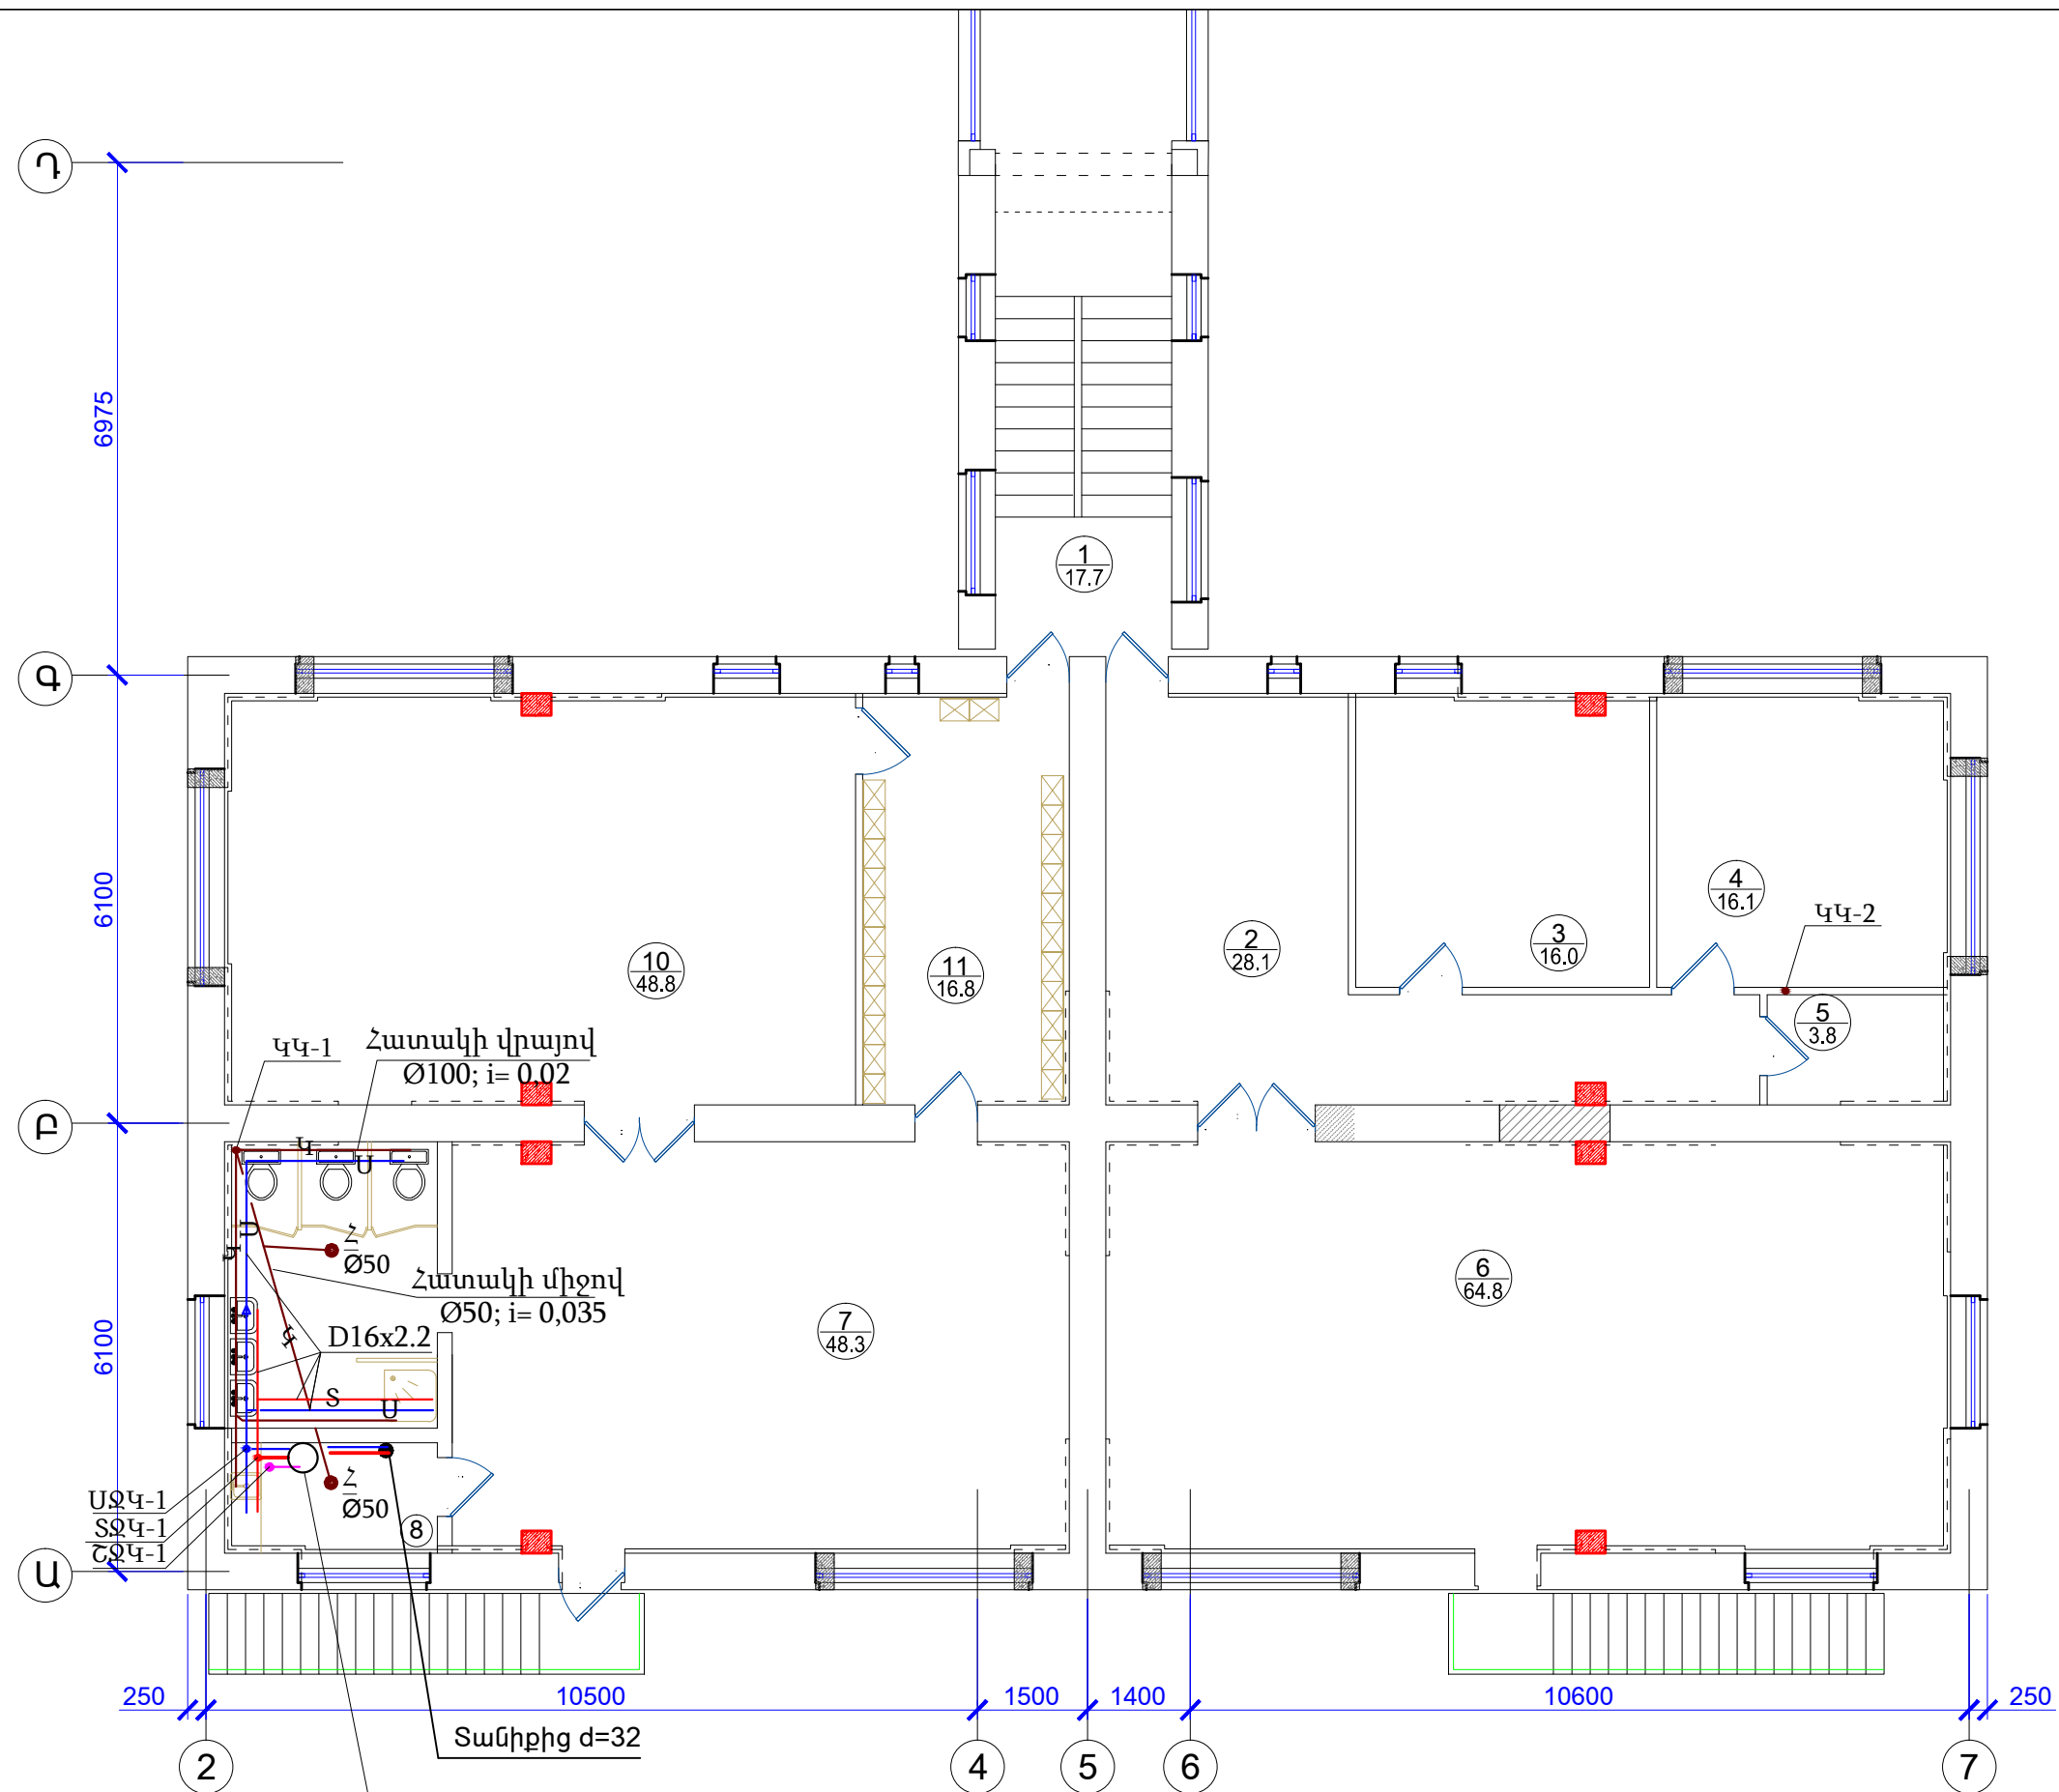 Դ
6975
1
17.7
Գ
6100
4
16.1
ԿԿ-2
3
16.0
2
28.1
10
48.8
11
16.8
5
3.8
ԿԿ-1
Հատակի վրայով
Ø100; i= 0,02
Բ
Կ
Ս
Ս
Կ
Հ
Ø50
Հատակի միջով
Ø50; i= 0,035
6
64.8
7
48.3
Կ
D16x2.2
6100
Տ
Ս
ՍՋԿ-1
ՏՋԿ-1
ՇՋԿ-1
Հ
Ø50
8
Ա
250
10500
1500
1400
10600
250
Տանիքից d=32
2
4
5
6
7